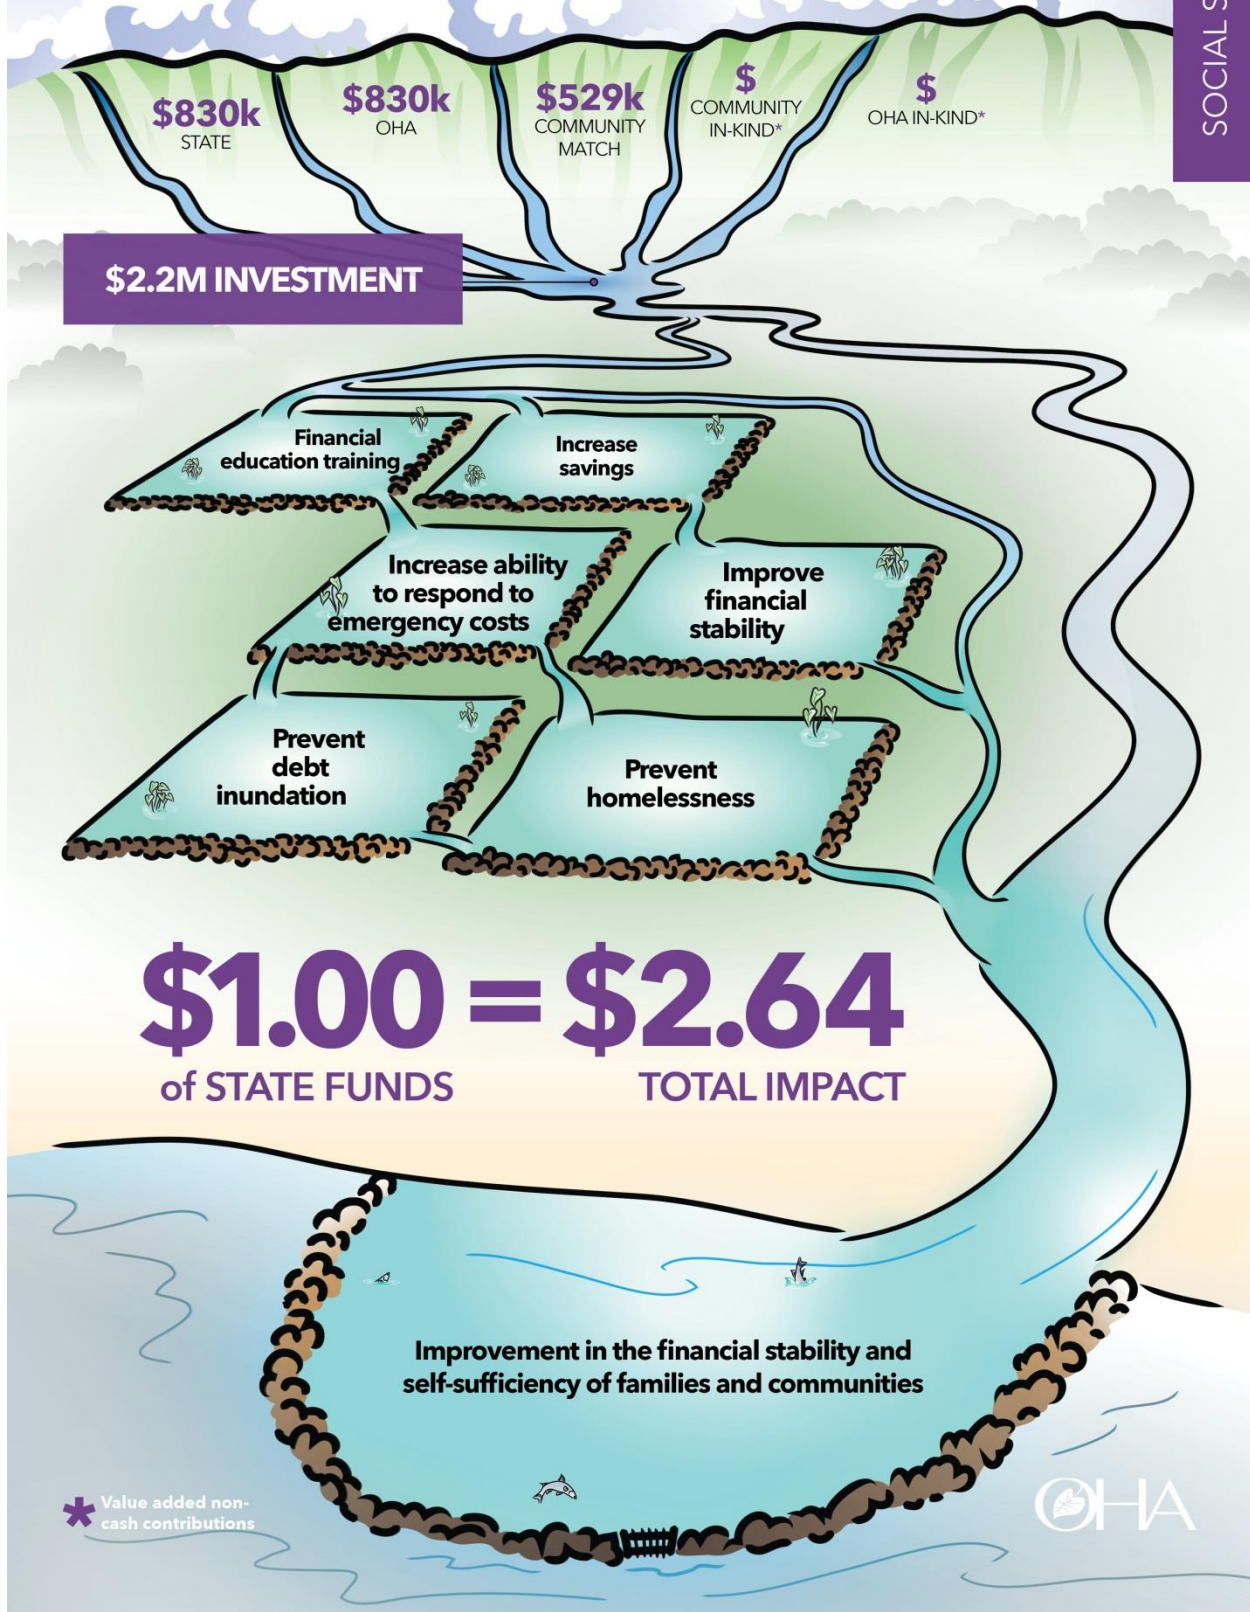 SOCIAL
$830k
STATE
$830k
OHA
$529k
COMMUNITY
MATCH
$
COMMUNITY
IN-KIND*
$
OHA IN-KIND*
$2.2M INVESTMENT
Financial
education training
Increase
savings
Increase ability
to respond to
emergency costs
Improve
financial
stability
Prevent
debt
inundation
Prevent
homelessness
$1.00 = $2.64
of STATE FUNDS
TOTAL IMPACT
Improvement in the financial stability and
self-sufficiency of families and communities
* Value added non-
cash contributions
OHA